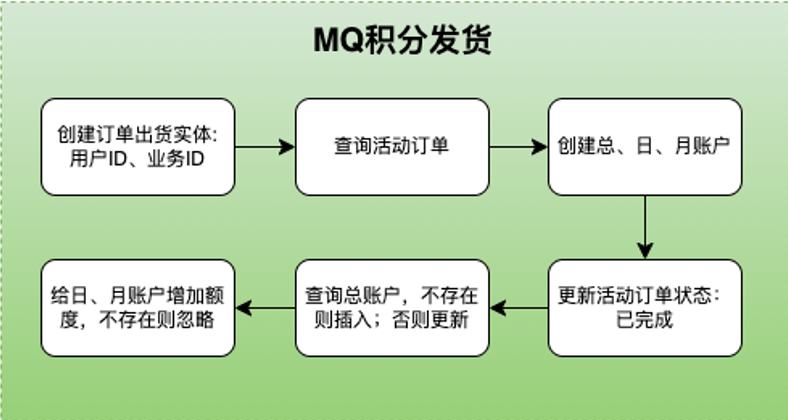 MQ积分发货
创建订单出货实体:
用户ID、业务ID
查询活动订单
创建总、日、月账户
给日、月账户增加额
度，不存在则忽略
查询总账户，不存在
则插入；否则更新
更新活动订单状态：
已完成